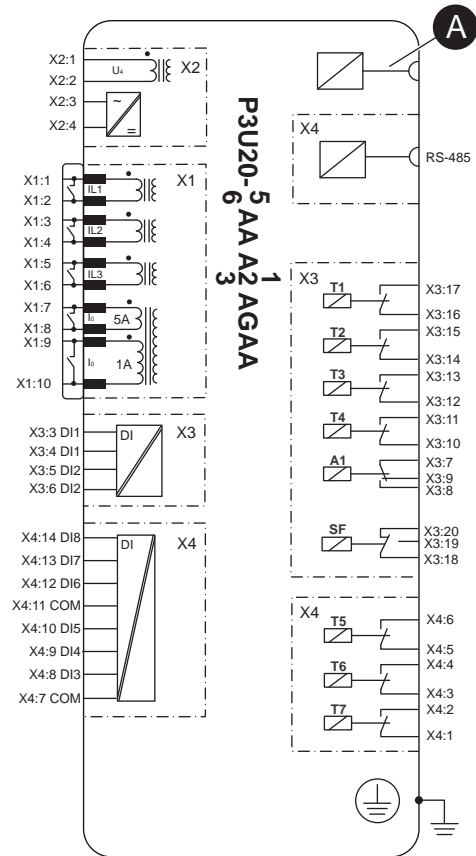 A
X2:1
X2:2
X2:3
X2:4
U4
X2
~
=
X4
RS-485
P3U20- 5 AA A2 1 AGAA
6 3
X1:1
X1:2
X1:3
X1:4
X1:5
X1:6
X1:7
X1:8
X1:9
X1:10
X1
IL1
IL2
IL3
I0 5A
I0 1A
X3
T1
T2
T3
T4
A1
SF
X3:17
X3:16
X3:15
X3:14
X3:13
X3:12
X3:11
X3:10
X3:7
X3:9
X3:8
X3:20
X3:19
X3:18
X3:3 DI1
X3:4 DI1
X3:5 DI2
X3:6 DI2
DI
X3
X4:14 DI8
X4:13 DI7
X4:12 DI6
X4:11 COM
X4:10 DI5
X4:9 DI4
X4:8 DI3
X4:7 COM
DI
X4
X4
T5
T6
T7
X4:6
X4:5
X4:4
X4:3
X4:2
X4:1